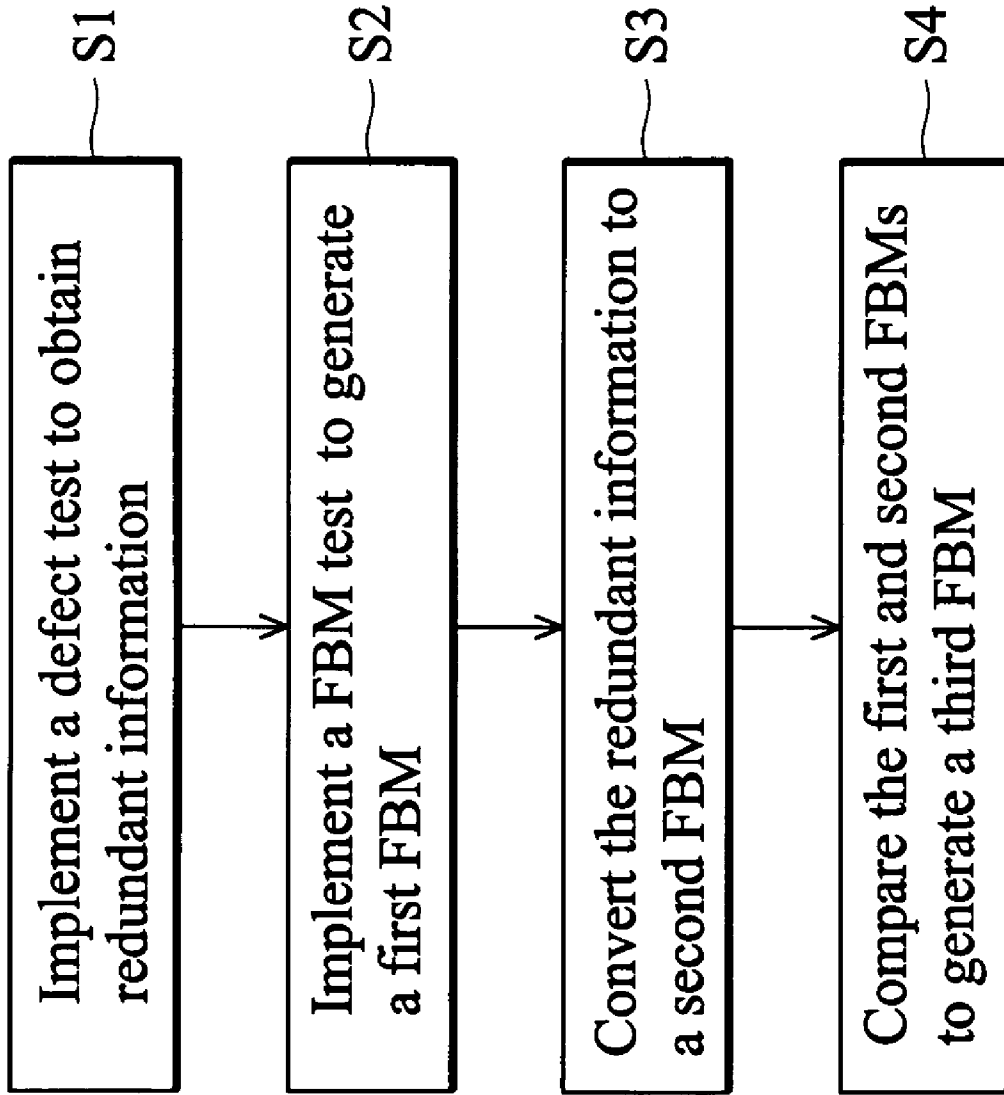 Implement a defect test to obtain
redundant information
S1
Implement a FBM test to generate
a first FBM
S2
Convert the redundant information to
a second FBM
S3
Compare the first and second FBMs
to generate a third FBM
S4